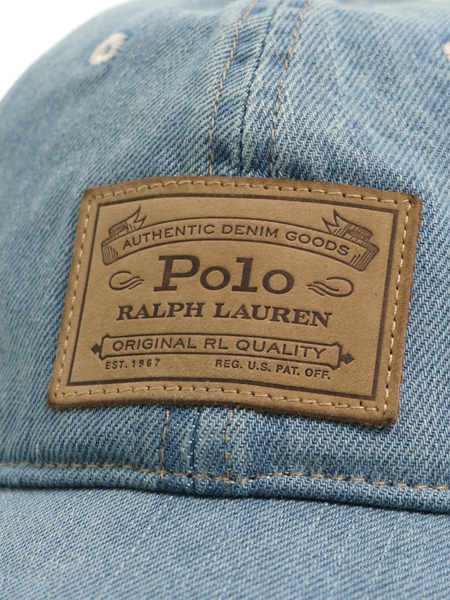 AUTHENTIC DENIM GOODS
Polo
RALPH LAUREN
ORIGINAL RL QUALITY
EST. 1967 REG. U.S. PAT. OFF.